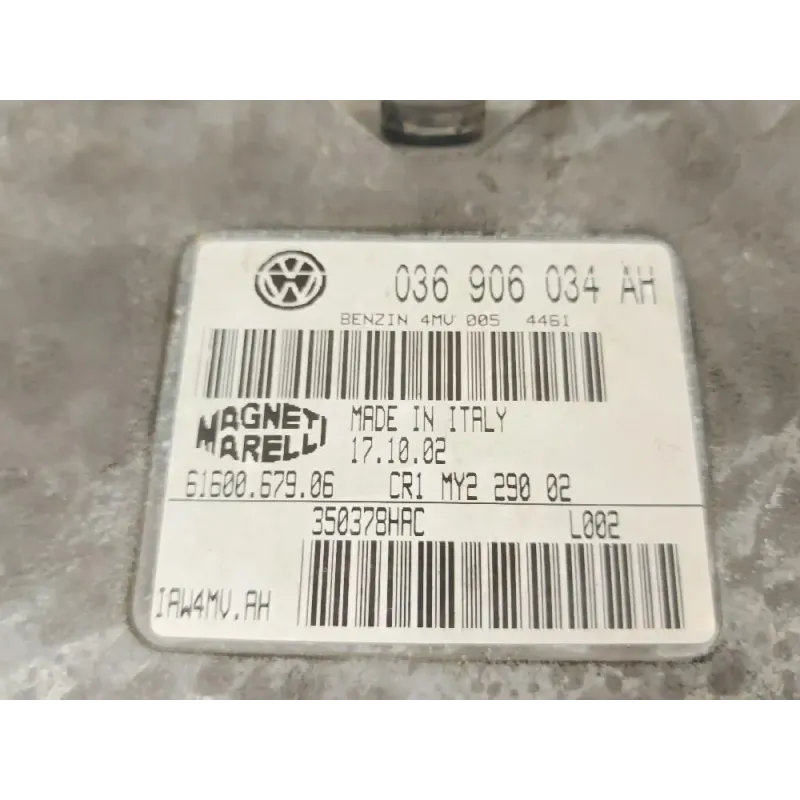 036 906 034 AH
BENZIN 4MV 005 4461
MAGNETI MARELLI
MADE IN ITALY
17.10.02
61600.679.06 CR1 MY2 290 02
350378HAC L002
IAW4MV.AH